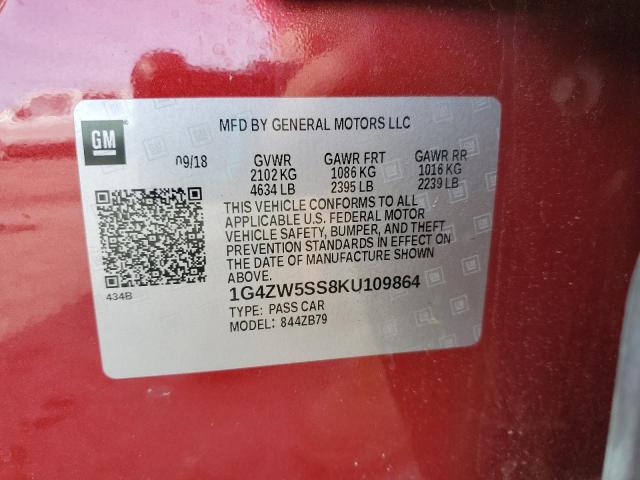 MFD BY GENERAL MOTORS LLC
GM
09/18 GVWR GAWR FRT GAWR RR
2102 KG 1086 KG 1016 KG
4634 LB 2395 LB 2239 LB
THIS VEHICLE CONFORMS TO ALL
APPLICABLE U.S. FEDERAL MOTOR
VEHICLE SAFETY, BUMPER, AND THEFT
PREVENTION STANDARDS IN EFFECT ON
THE DATE OF MANUFACTURE SHOWN
ABOVE.
434B
1G4ZW5SS8KU109864
TYPE: PASS CAR
MODEL: 844ZB79